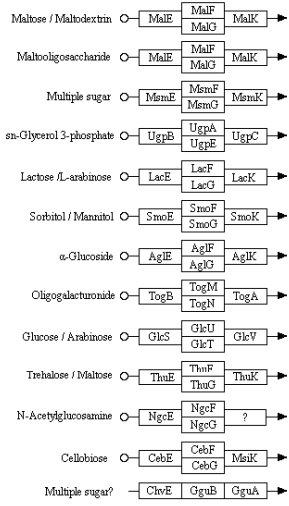 Maltose / Maltodextrin MalE MalF MalG MalK
Maltooligosaccharide MalE MalF MalG MalK
Multiple sugar MsmE MsmF MsmG MsmK
sn-Glycerol 3-phosphate UgpB UgpA UgpE UgpC
Lactose /L-arabinose LacE LacF LacG LacK
Sorbitol / Mannitol SmoE SmoF SmoG SmoK
α-Glucoside AglE AglF AglG AglK
Oligogalacturonide TogB TogM TogN TogA
Glucose / Arabinose GlcS GlcU GlcT GlcV
Trehalose / Maltose ThuE ThuF ThuG ThuK
N-Acetylglucosamine NgcE NgcF NgcG ?
Cellobiose CebE CebF CebG MsiK
Multiple sugar? ChvE GguB GguA